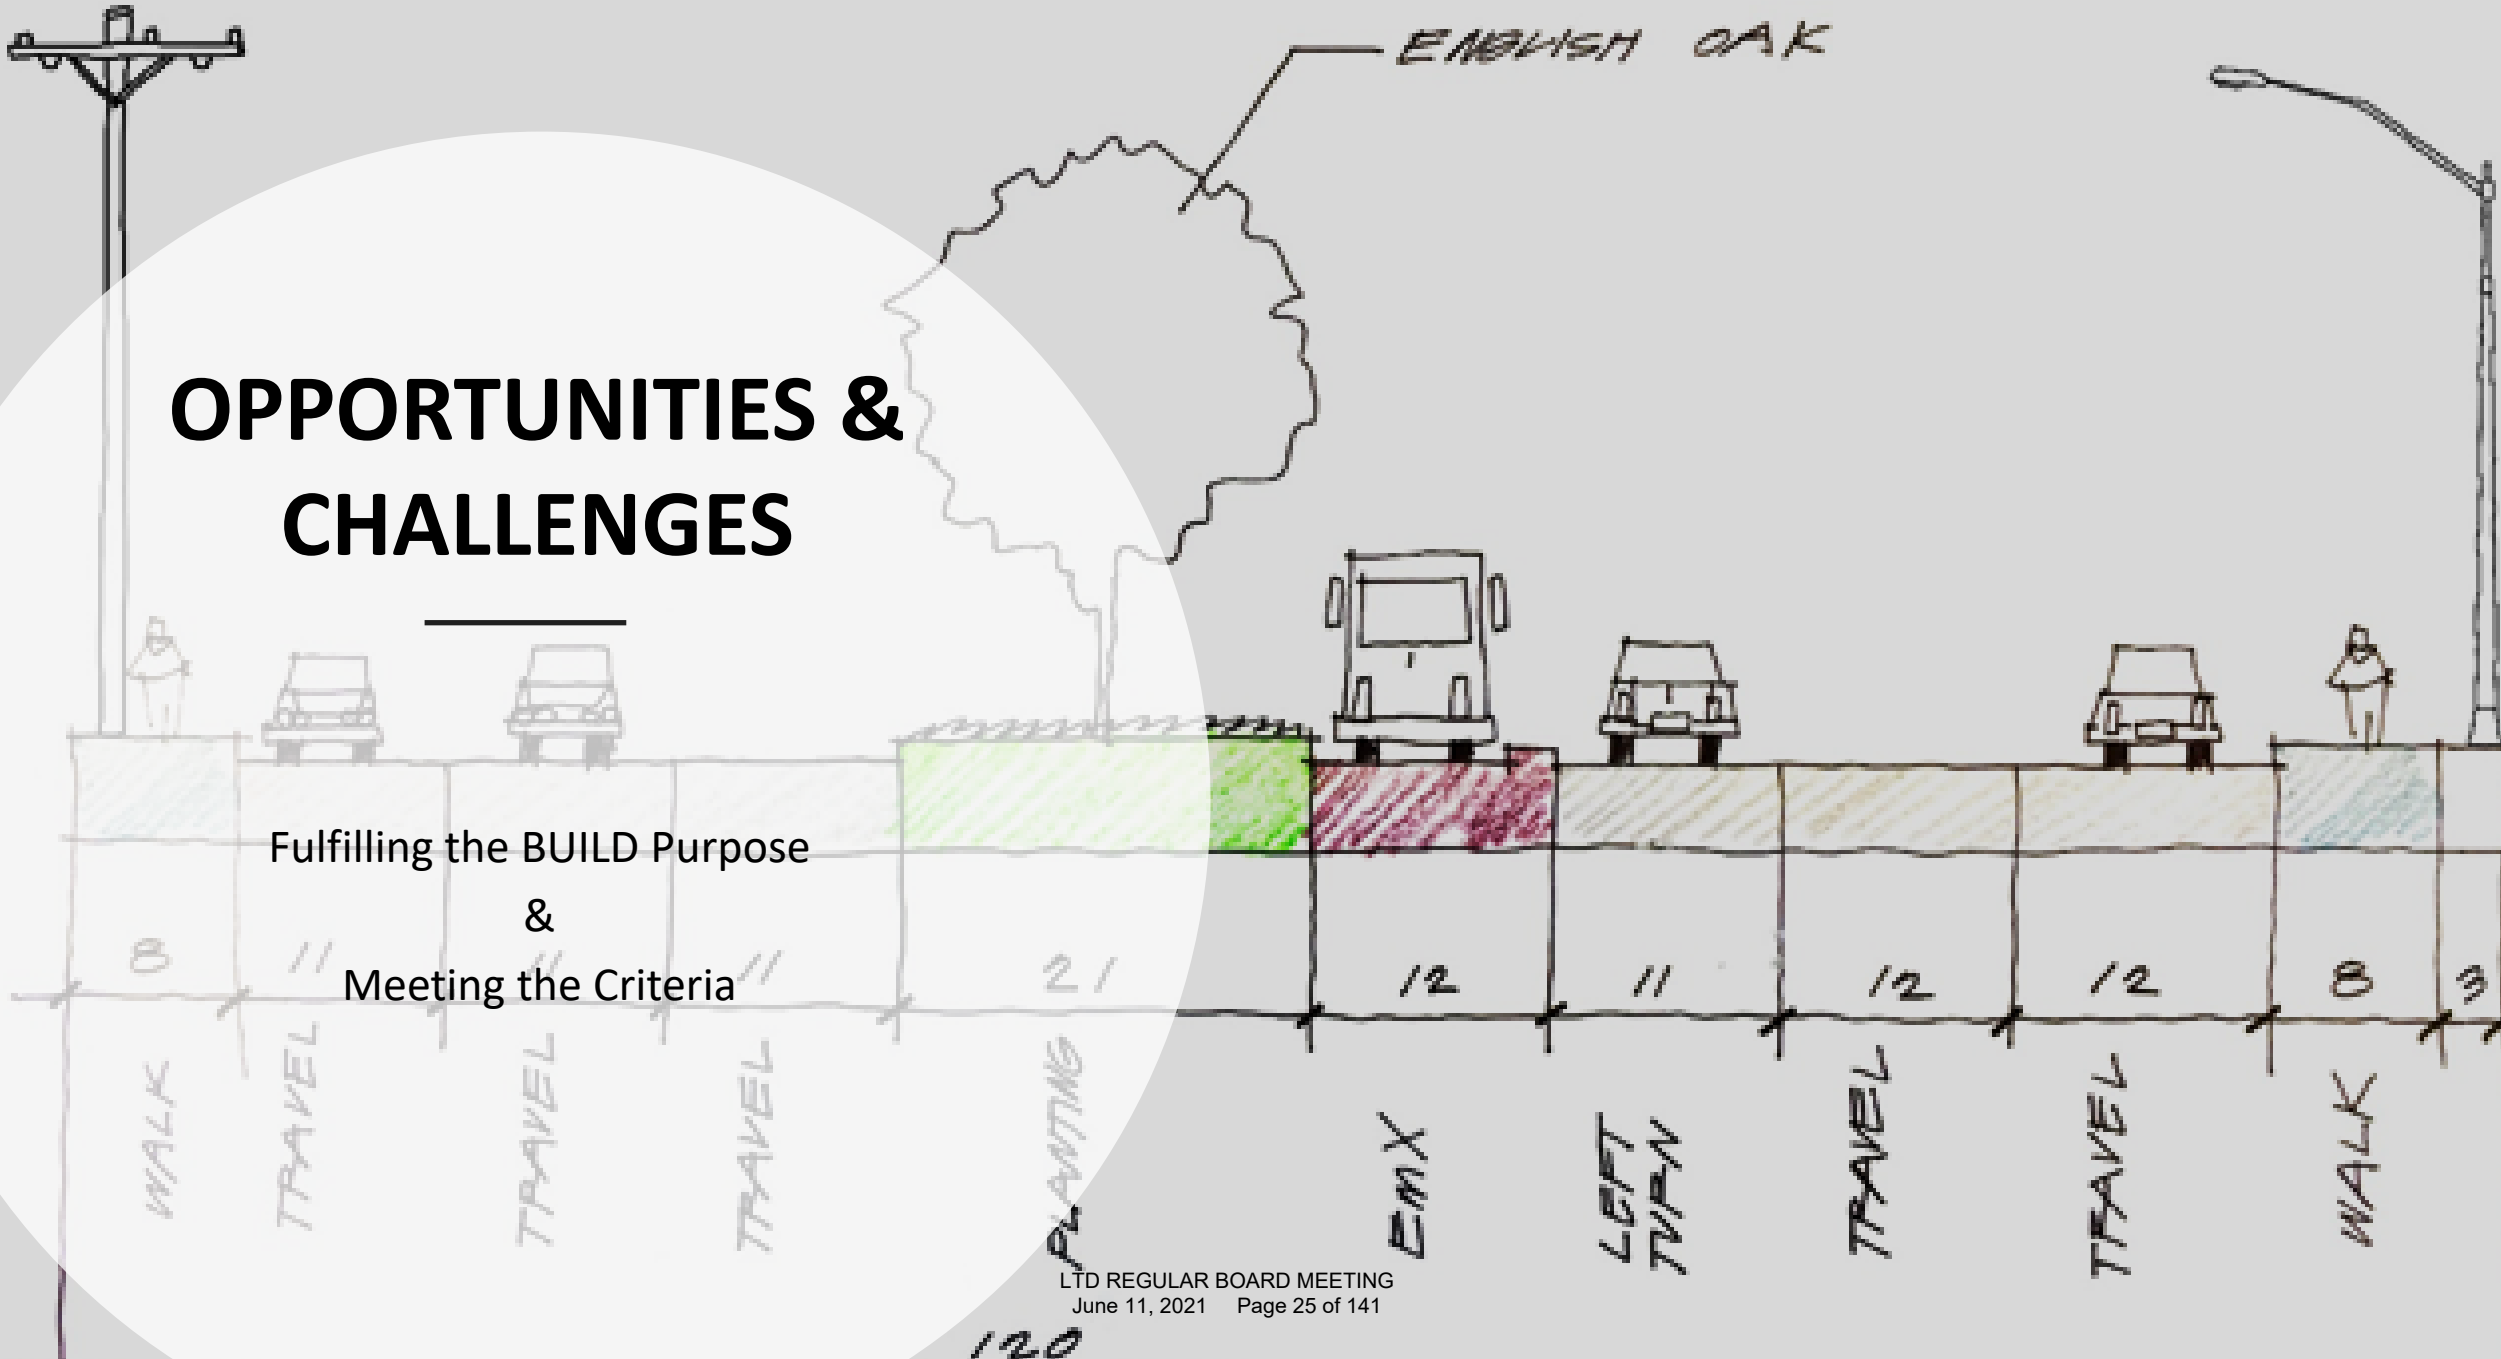 ENGLISH OAK
OPPORTUNITIES &
CHALLENGES
Fulfilling the BUILD Purpose
&
Meeting the Criteria
8 11 11 11 21 12 11 12 12 8 3
WALK
TRAVEL
TRAVEL
TRAVEL
PLANTING
EMX
LEFT
TURN
TRAVEL
TRAVEL
WALK
LTD REGULAR BOARD MEETING
June 11, 2021 Page 25 of 141
120